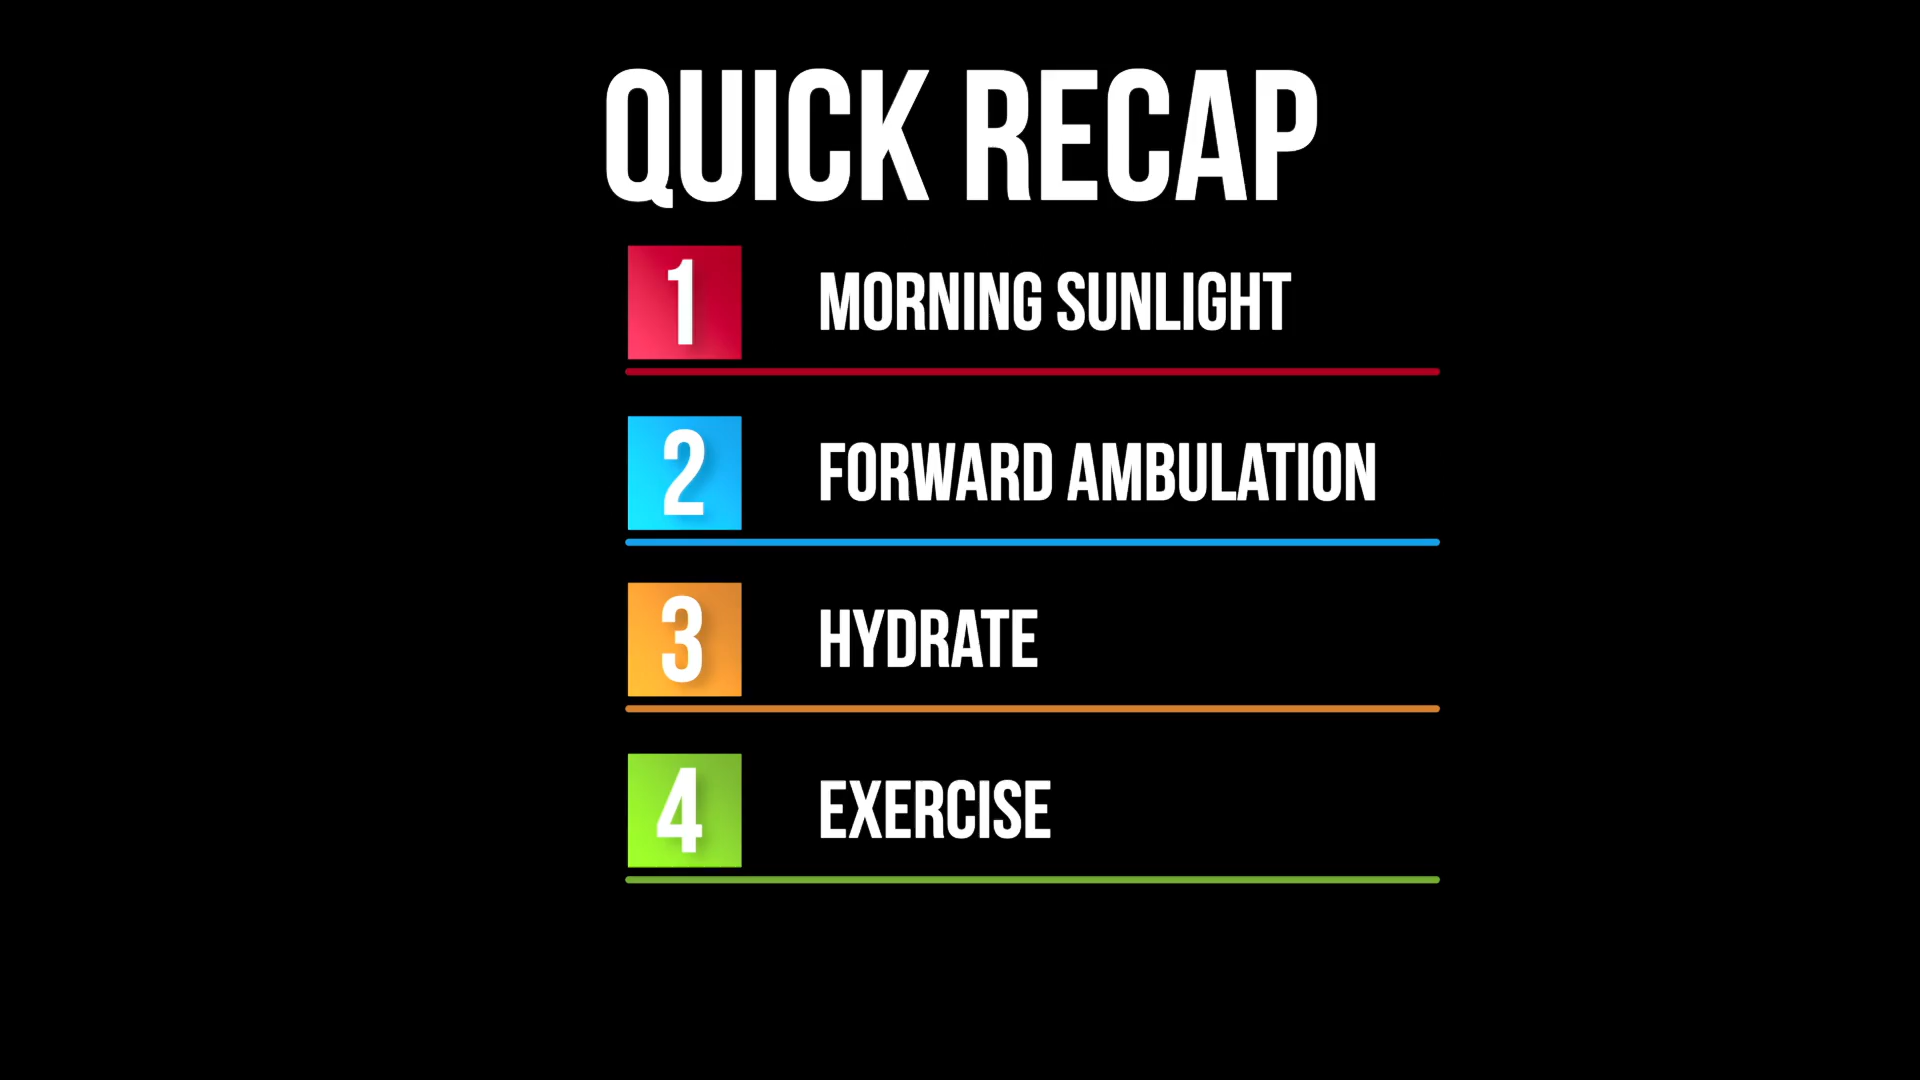 QUICK RECAP
1 MORNING SUNLIGHT
2 FORWARD AMBULATION
3 HYDRATE
4 EXERCISE